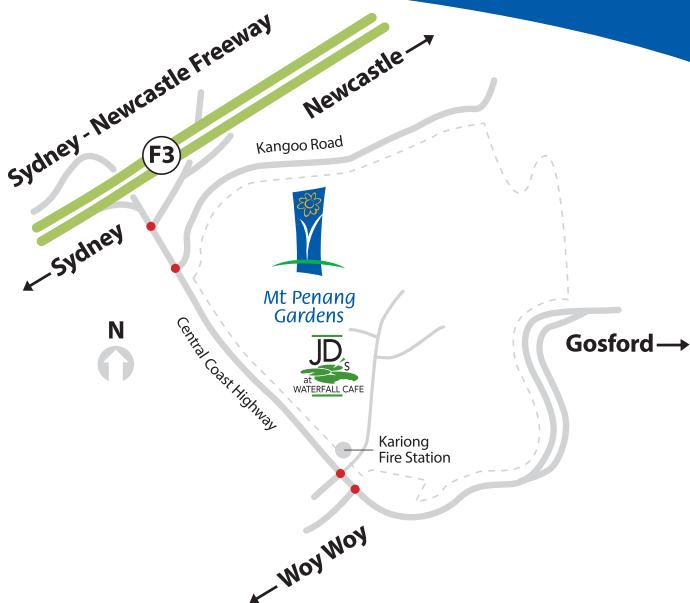 Sydney - Newcastle Freeway
Newcastle
F3
Kangoo Road
Sydney
Mt Penang
Gardens
N
Central Coast Highway
JD's
at
WATERFALL CAFE
Gosford
Kariong
Fire Station
Woy Woy